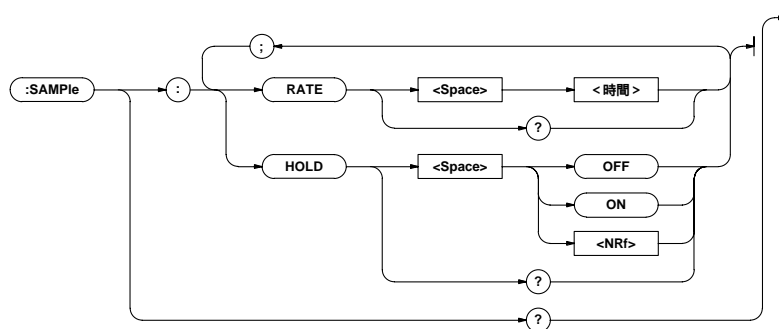 ;
:SAMPle : RATE <Space> <時間>
?
HOLD <Space> OFF
ON
<NRf>
?
?